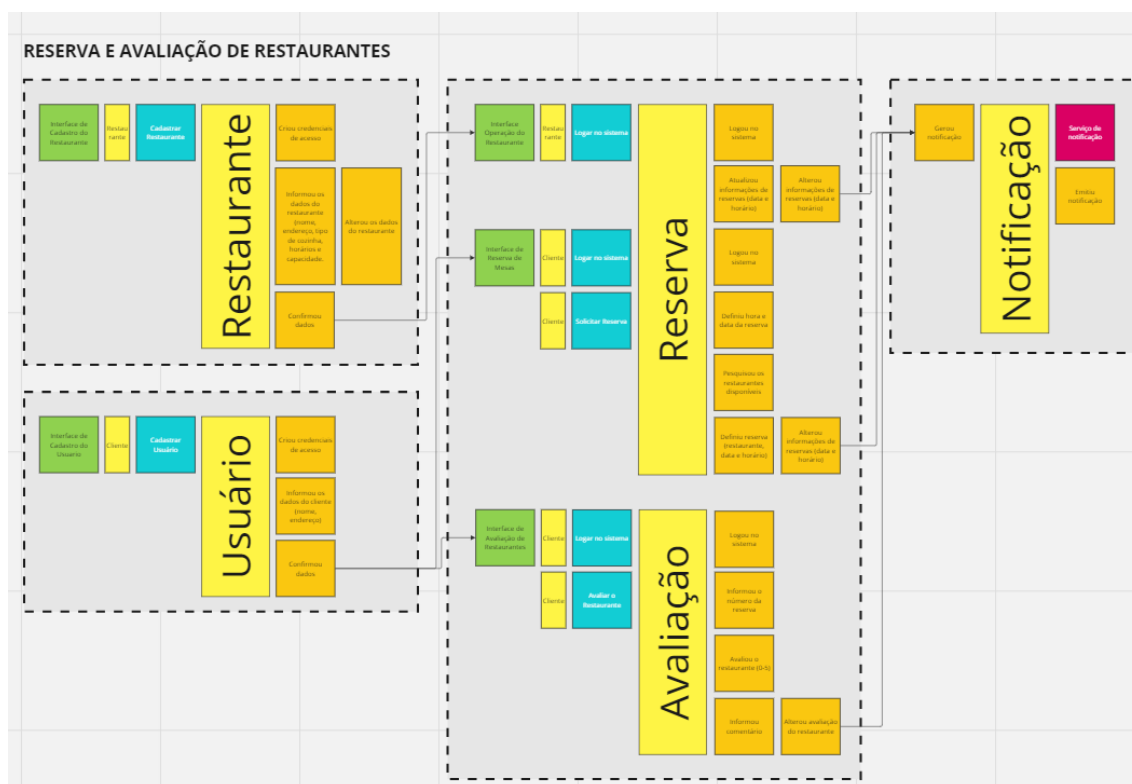 RESERVA E AVALIAÇÃO DE RESTAURANTES
Interface de
Cadastro do
Restaurante
Restau
rante
Cadastrar
Restaurante
Restaurante
Criou credenciais
de acesso
Informou os
dados do
restaurante
(nome,
endereço, tipo
de cozinha,
horários e
capacidade.
Alterou os dados
do restaurante
Confirmou
dados
Interface de
Cadastro do
Usuario
Cliente
Cadastrar
Usuário
Usuário
Criou credenciais
de acesso
Informou os
dados do cliente
(nome,
endereço)
Confirmou
dados
Interface
Operação do
Restaurante
Restau
rante
Logar no sistema
Reserva
Logou no
sistema
Atualizou
informações de
reservas (data e
horário)
Alterou
informações de
reservas (data e
horário)
Interface de
Reserva de
Mesas
Cliente
Logar no sistema
Logou no
sistema
Cliente
Solicitar Reserva
Definiu hora e
data da reserva
Pesquisou os
restaurantes
disponíveis
Definiu reserva
(restaurante,
data e horário)
Alterou
informações de
reservas (data e
horário)
Interface de
Avaliação de
Restaurantes
Cliente
Logar no sistema
Avaliação
Logou no
sistema
Cliente
Avaliar o
Restaurante
Informou o
número da
reserva
Avaliou o
restaurante (0-5)
Informou
comentário
Alterou avaliação
do restaurante
Gerou
notificação
Notificação
Serviço de
notificação
Emitiu
notificação